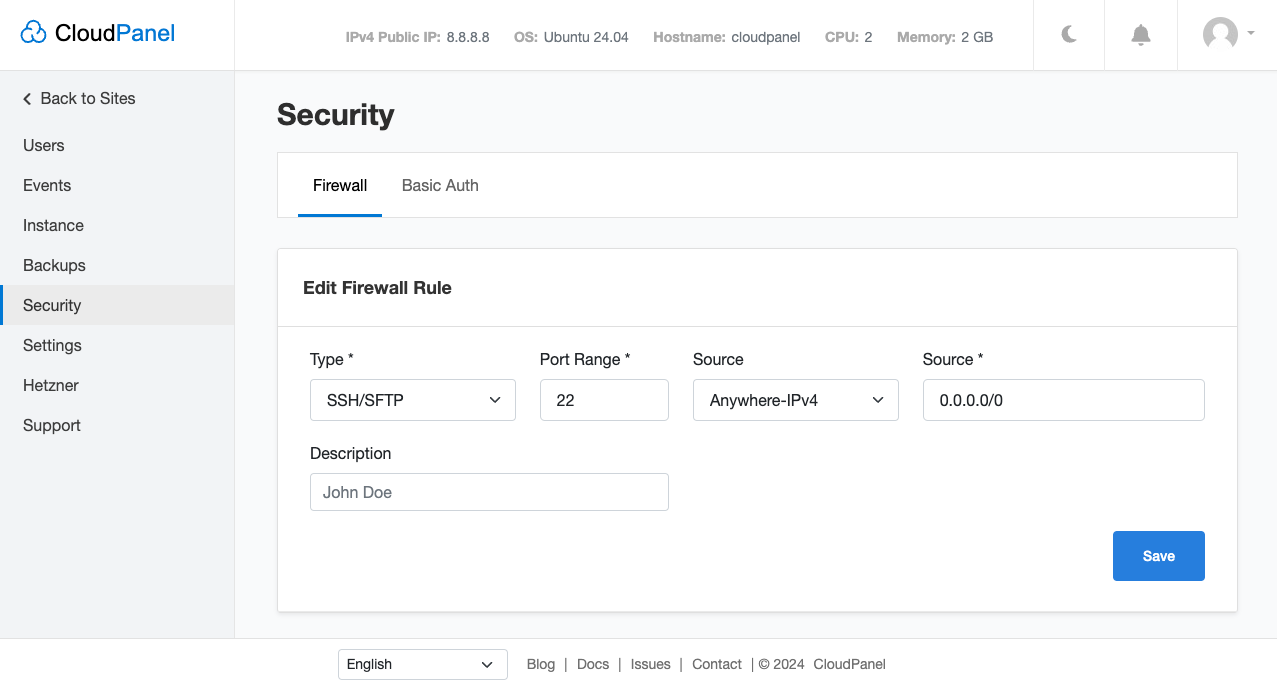 CloudPanel
IPv4 Public IP: 8.8.8.8 OS: Ubuntu 24.04 Hostname: cloudpanel CPU: 2 Memory: 2 GB
Back to Sites
Users
Events
Instance
Backups
Security
Settings
Hetzner
Support
Security
Firewall Basic Auth
Edit Firewall Rule
Type * Port Range * Source Source *
SSH/SFTP 22 Anywhere-IPv4 0.0.0.0/0
Description
John Doe
Save
English Blog | Docs | Issues | Contact | © 2024 CloudPanel